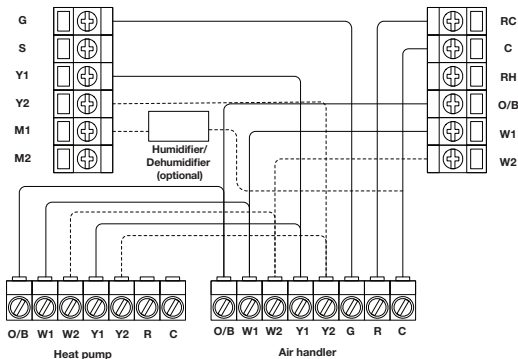 G
S
Y1
Y2
M1
M2
RC
C
RH
O/B
W1
W2
Humidifier/
Dehumidifier
(optional)
O/B W1 W2 Y1 Y2 R C
Heat pump
O/B W1 W2 Y1 Y2 G R C
Air handler